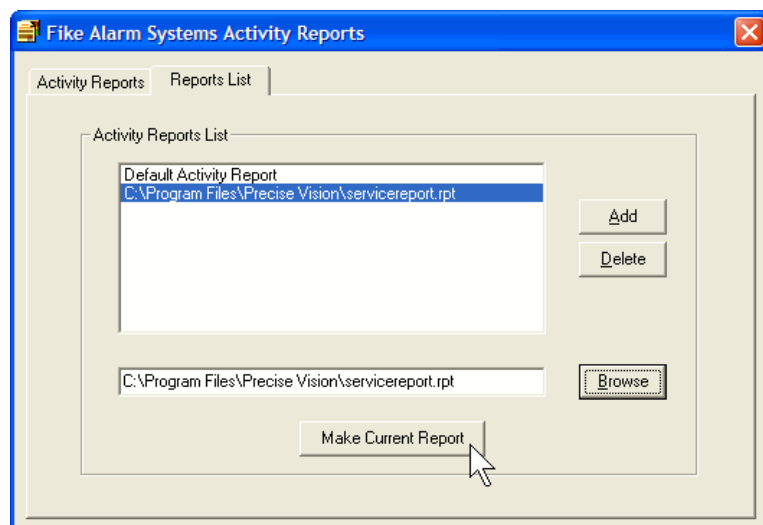 Fike Alarm Systems Activity Reports
Activity Reports
Reports List
Activity Reports List
Default Activity Report
C:\Program Files\Precise Vision\servicereport.rpt
Add
Delete
C:\Program Files\Precise Vision\servicereport.rpt
Browse
Make Current Report